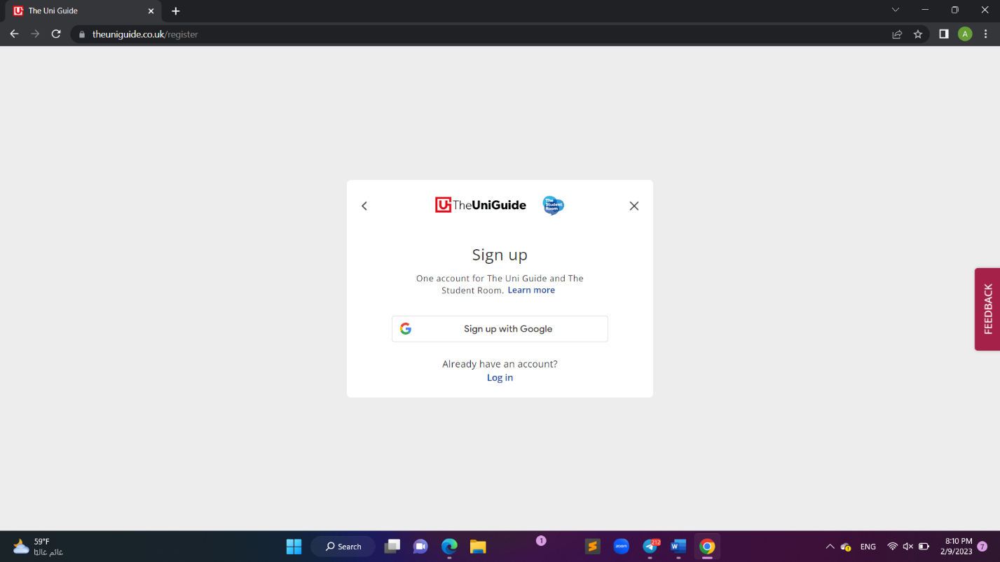 The Uni Guide
theuniguide.co.uk/register
A
TheUniGuide
The Student Room
Sign up
One account for The Uni Guide and The
Student Room. Learn more
Sign up with Google
Already have an account?
Log in
FEEDBACK
59°F
غائم غالبًا
Search
1
zoom
212
W
ENG
8:10 PM
2/9/2023
7